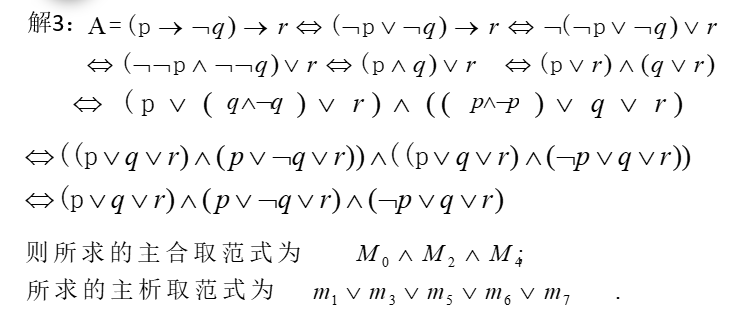 解3：A=(p → ¬q) → r ⇔ (¬p ∨ ¬q) → r ⇔ ¬(¬p ∨ ¬q) ∨ r
⇔ (¬¬p ∧ ¬¬q) ∨ r ⇔ (p ∧ q) ∨ r ⇔ (p ∨ r) ∧ (q ∨ r)
⇔ (p ∨ ( q∧¬q ) ∨ r) ∧ (( p∧¬p ) ∨ q ∨ r)
⇔ ((p ∨ q ∨ r) ∧ (p ∨ ¬q ∨ r)) ∧ ((p ∨ q ∨ r) ∧ (¬p ∨ q ∨ r))
⇔ (p ∨ q ∨ r) ∧ (p ∨ ¬q ∨ r) ∧ (¬p ∨ q ∨ r)
则所求的主合取范式为 M₀ ∧ M₂ ∧ M₄;
所求的主析取范式为 m₁ ∨ m₃ ∨ m₅ ∨ m₆ ∨ m₇ .